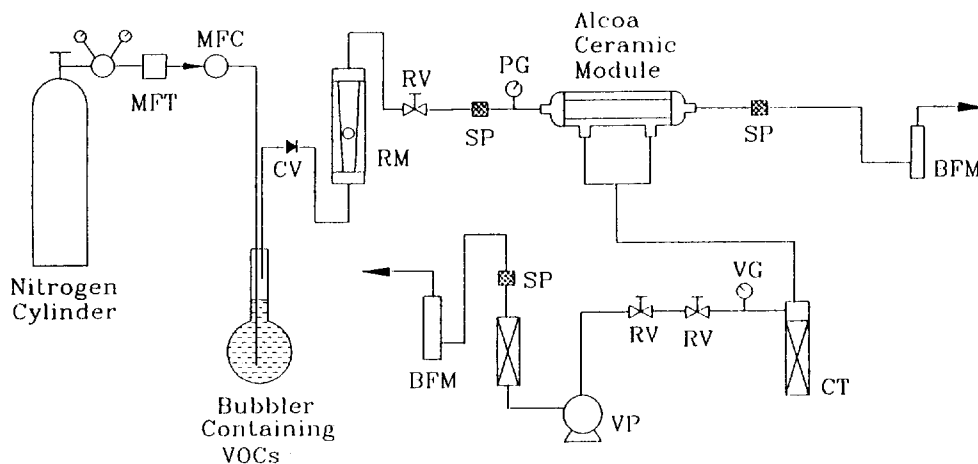 Alcoa
Ceramic
Module
MFC
MFT
RV
PG
SP
SP
CV
RM
BFM
Nitrogen
Cylinder
SP
VG
BFM
RV
RV
VP
CT
Bubbler
Containing
VOCs